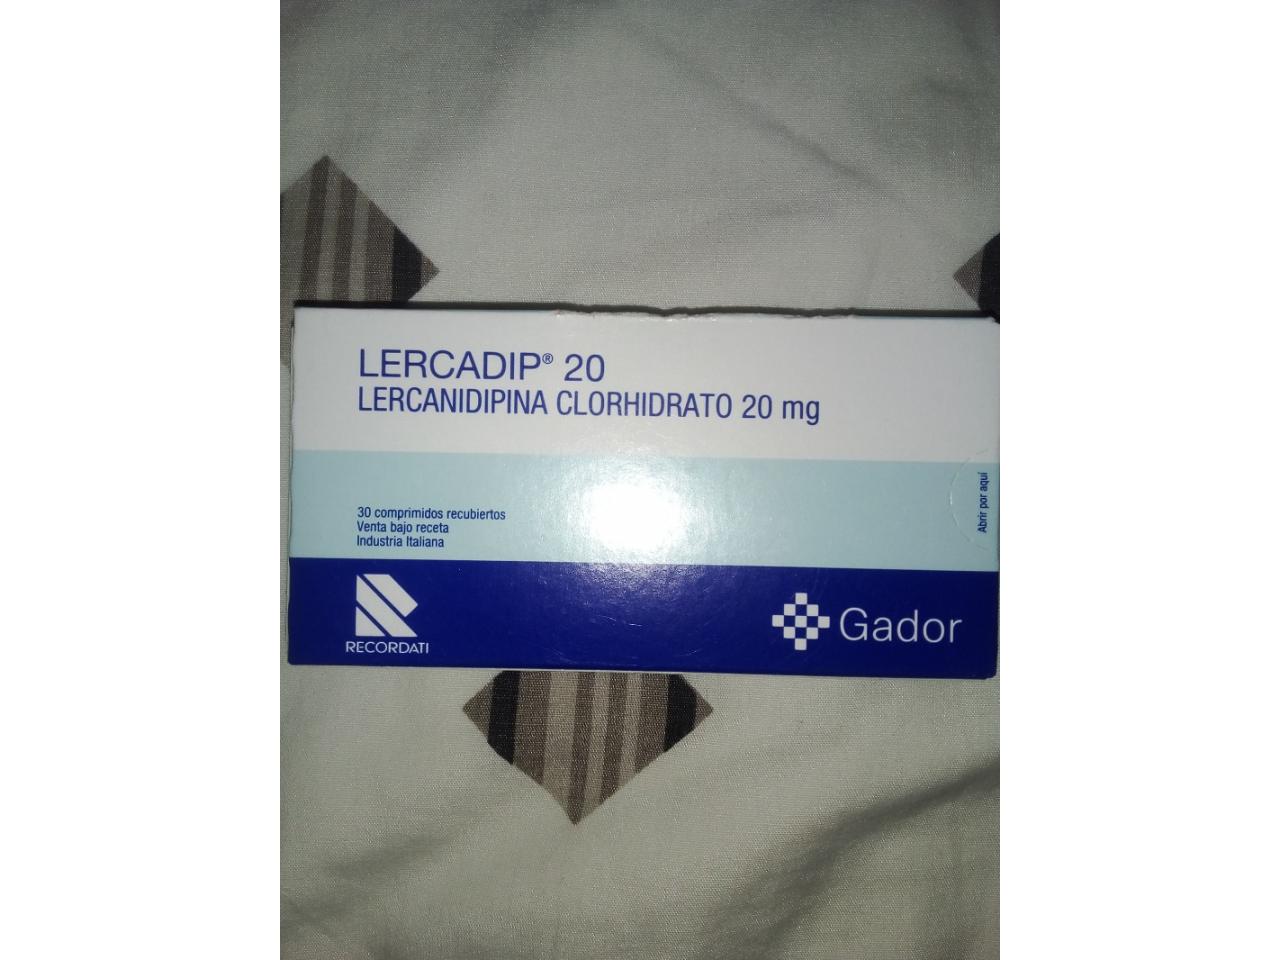 LERCADIP® 20
LERCANIDIPINA CLORHIDRATO 20 mg
30 comprimidos recubiertos
Venta bajo receta
Industria Italiana
Abrir por aquí
RECORDATI
Gador